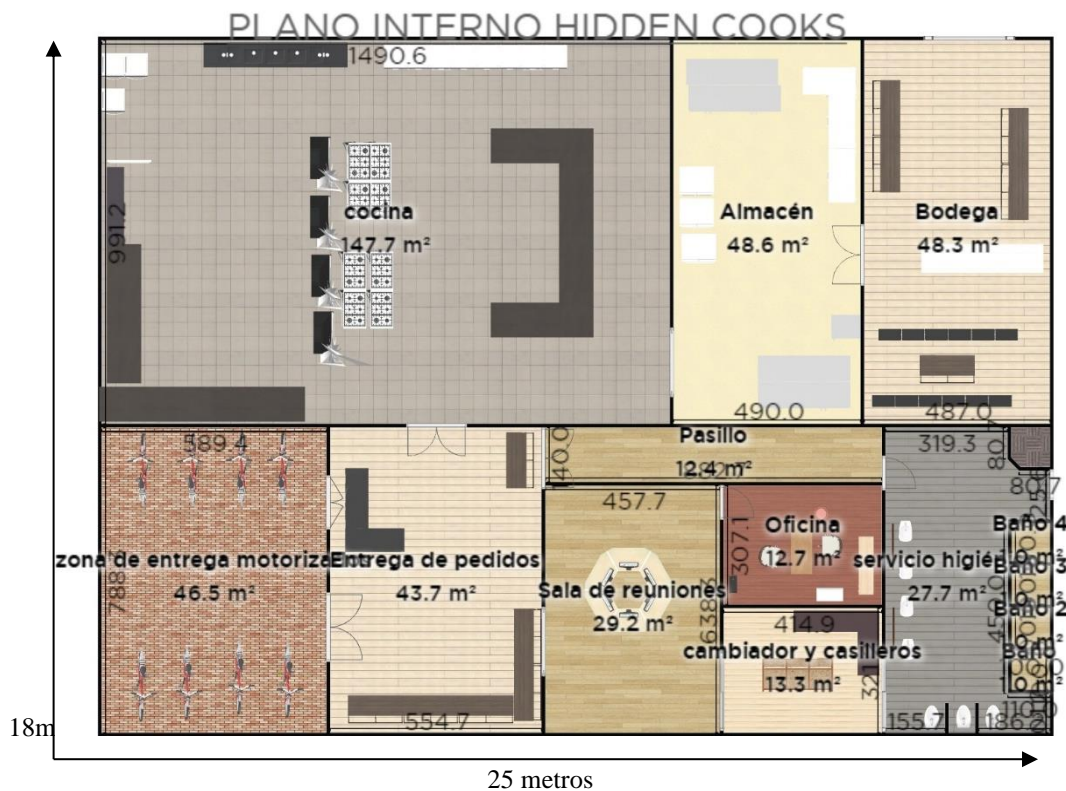 PLANO INTERNO HIDDEN COOKS
1490.6
991.2
cocina
147.7 m²
Almacén
48.6 m²
Bodega
48.3 m²
490.0
487.0
589.4
Pasillo
12.4 m²
319.3
80.7
457.7
307.1
Oficina
12.7 m²
zona de entrega motoriza
46.5 m²
Entrega de pedidos
43.7 m²
Sala de reuniones
29.2 m²
servicio higié
27.7 m²
Baño 4
Baño 3
Baño 2
Baño
414.9
cambiador y casilleros
13.3 m²
554.7
155.7
18m
25 metros